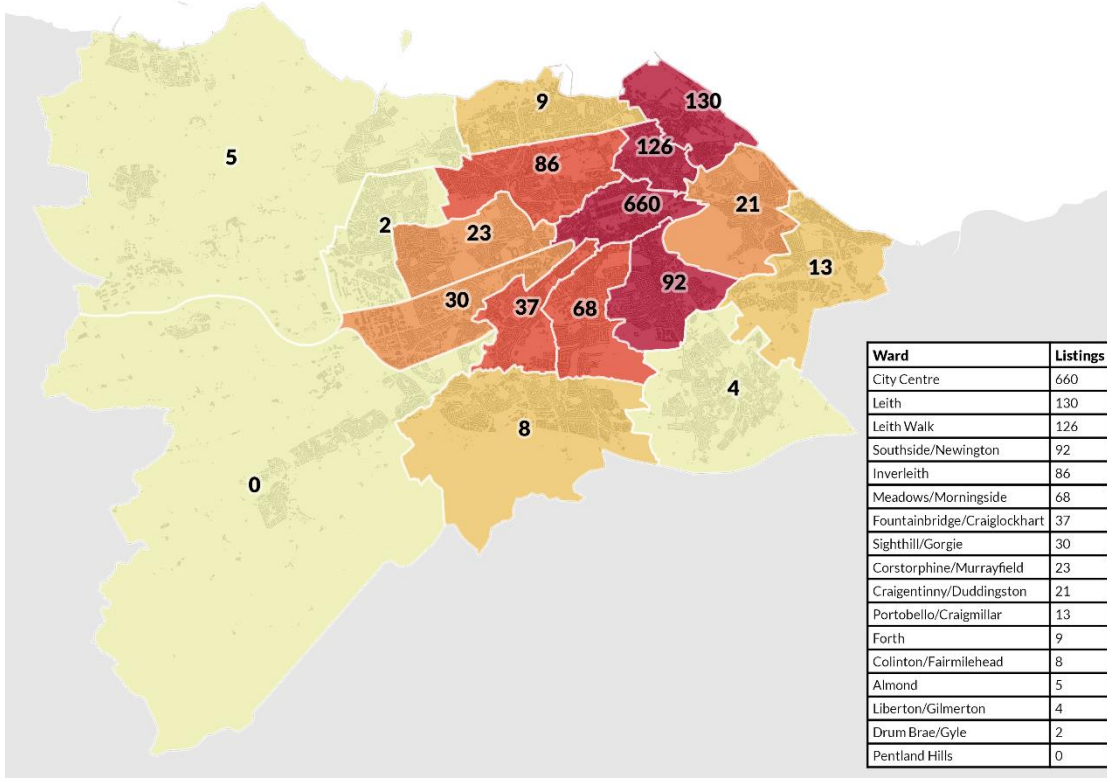 130
9
126
86
5
660
2
21
23
13
92
30
37
68
4
8
0
Ward Listings
City Centre 660
Leith 130
Leith Walk 126
Southside/Newington 92
Inverleith 86
Meadows/Morningside 68
Fountainbridge/Craiglockhart 37
Sighthill/Gorgie 30
Corstorphine/Murrayfield 23
Craigentinny/Duddingston 21
Portobello/Craigmillar 13
Forth 9
Colinton/Fairmilehead 8
Almond 5
Liberton/Gilmerton 4
Drum Brae/Gyle 2
Pentland Hills 0